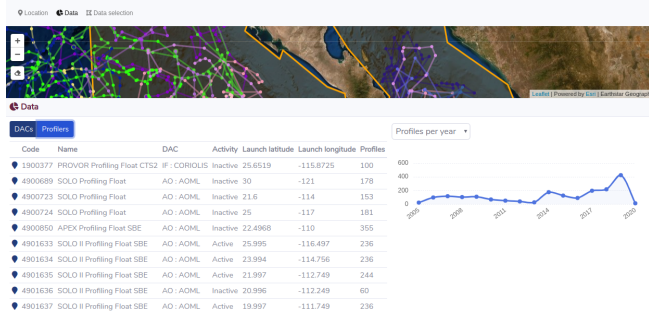 Location Data Data selection
+
−
Leaflet | Powered by Esri | Earthstar Geograph
Data
DACs Profilers
Profiles per year
Code Name DAC Activity Launch latitude Launch longitude Profiles
1900377 PROVOR Profiling Float CTS2 IF : CORIOLIS Inactive 25.6519 -115.8725 100
4900689 SOLO Profiling Float AO : AOML Inactive 30 -121 178
4900723 SOLO Profiling Float AO : AOML Inactive 21.6 -114 153
4900724 SOLO Profiling Float AO : AOML Inactive 25 -117 181
4900850 APEX Profiling Float SBE AO : AOML Inactive 22.4968 -110 355
4901633 SOLO II Profiling Float SBE AO : AOML Active 25.995 -116.497 236
4901634 SOLO II Profiling Float SBE AO : AOML Active 23.994 -114.756 236
4901635 SOLO II Profiling Float SBE AO : AOML Active 21.997 -112.749 244
4901636 SOLO II Profiling Float SBE AO : AOML Inactive 20.996 -112.249 60
4901637 SOLO II Profiling Float SBE AO : AOML Active 19.997 -111.749 236
600
400
200
0
2005 2008 2011 2014 2017 2020